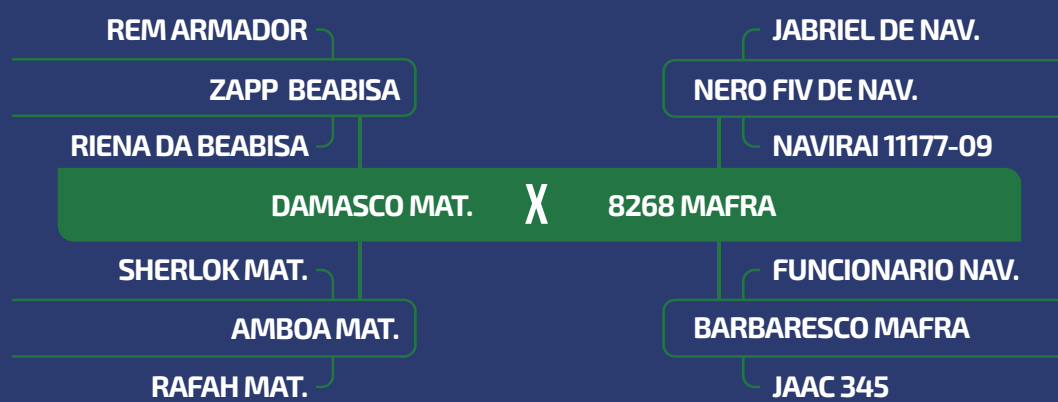 REM ARMADOR
JABRIEL DE NAV.
ZAPP BEABISA
NERO FIV DE NAV.
RIENA DA BEABISA
NAVIRAI 11177-09
DAMASCO MAT. X 8268 MAFRA
SHERLOK MAT.
FUNCIONARIO NAV.
AMBOA MAT.
BARBARESCO MAFRA
RAFAH MAT.
JAAC 345